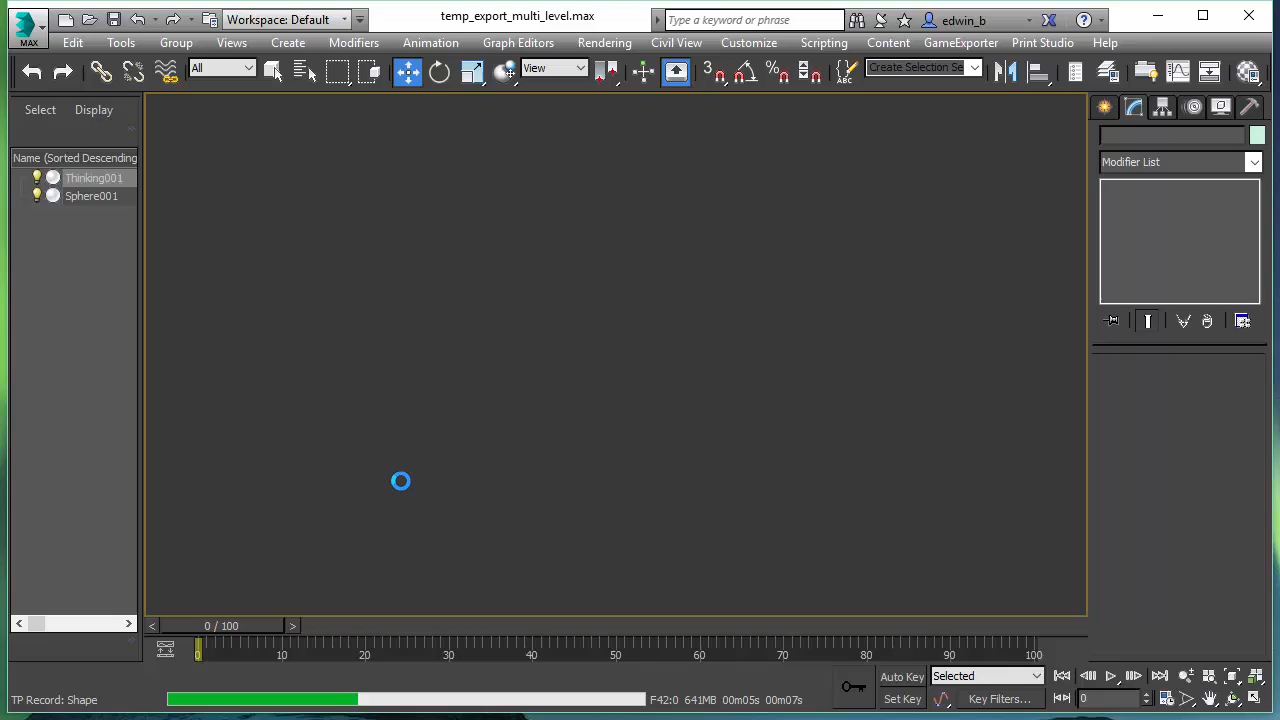 MAX
Workspace: Default
temp_export_multi_level.max
Type a keyword or phrase
edwin_b
Edit
Tools
Group
Views
Create
Modifiers
Animation
Graph Editors
Rendering
Civil View
Customize
Scripting
Content
GameExporter
Print Studio
Help
All
View
3
%
ABC
Create Selection Se
Select
Display
Name (Sorted Descending
Thinking001
Sphere001
Modifier List
0 / 100
0 10 20 30 40 50 60 70 80 90 100
Auto Key
Selected
Set Key
Key Filters...
0
TP Record: Shape
F42:0 641MB 00m05s 00m07s